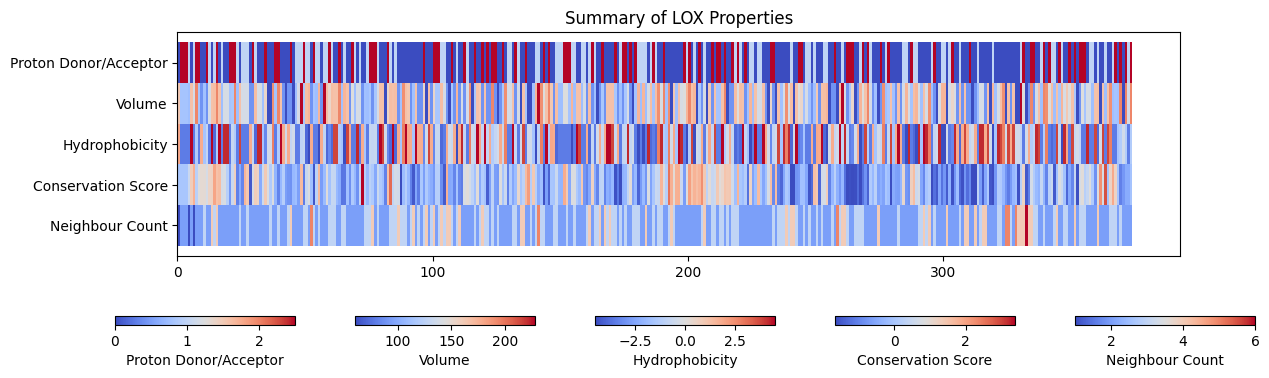 Summary of LOX Properties
Proton Donor/Acceptor
Volume
Hydrophobicity
Conservation Score
Neighbour Count
0 100 200 300
0 1 2
100 150 200
−2.5 0.0 2.5
0 2
2 4 6
Proton Donor/Acceptor
Volume
Hydrophobicity
Conservation Score
Neighbour Count